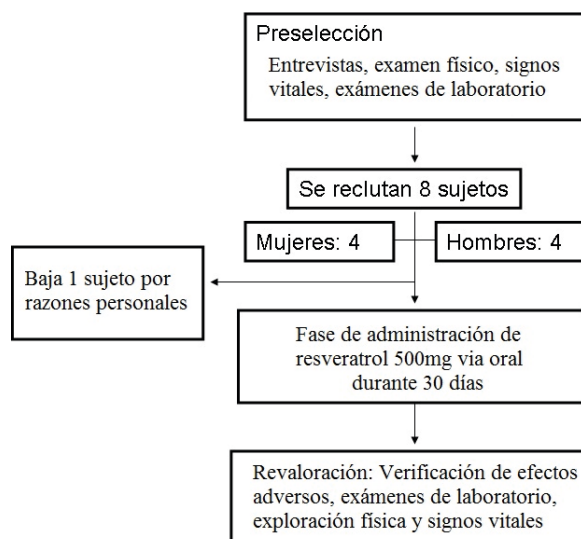 Preselección
Entrevistas, examen físico, signos
vitales, exámenes de laboratorio
Se reclutan 8 sujetos
Mujeres: 4
Hombres: 4
Baja 1 sujeto por
razones personales
Fase de administración de
resveratrol 500mg via oral
durante 30 días
Revaloración: Verificación de efectos
adversos, exámenes de laboratorio,
exploración física y signos vitales